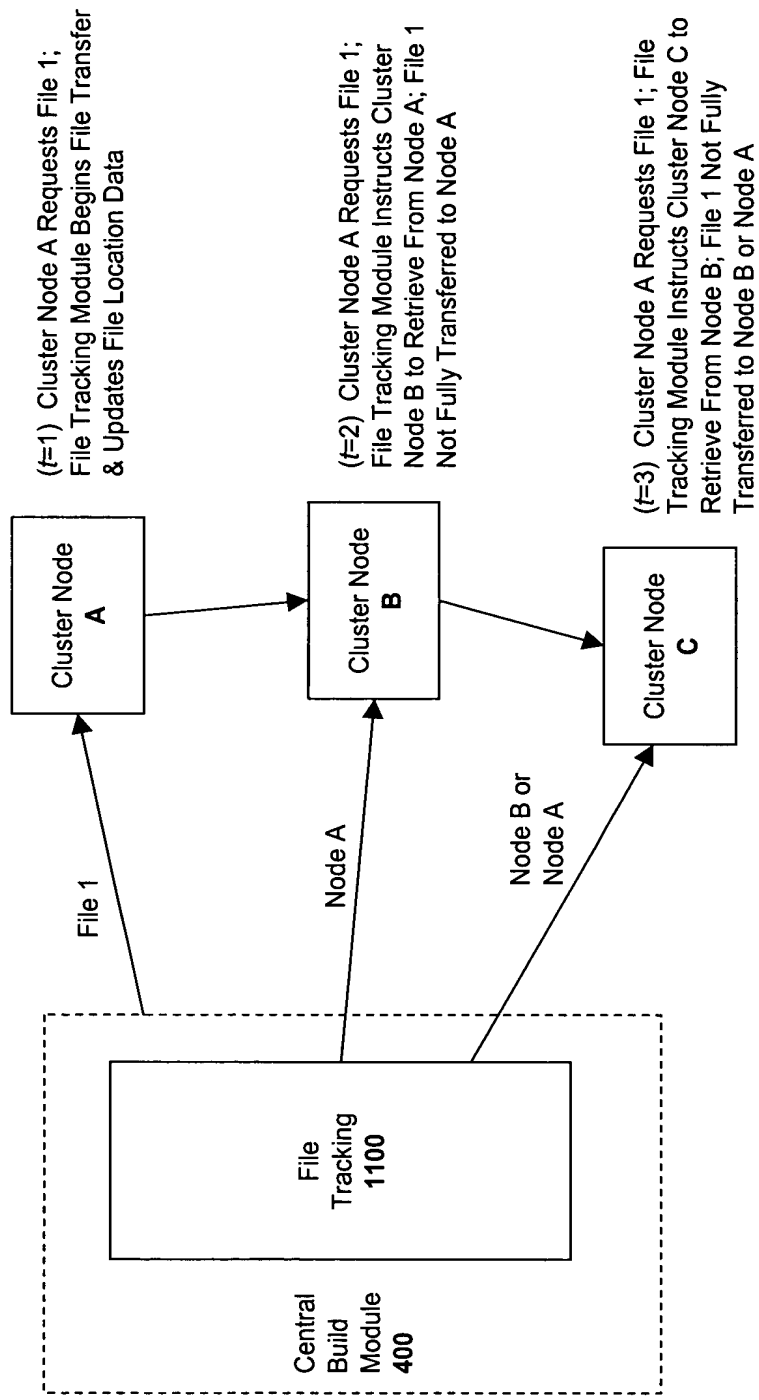 Central
Build
Module
400
File
Tracking
1100
File 1
Node A
Node B or
Node A
Cluster Node
A
Cluster Node
B
Cluster Node
C
(t=1) Cluster Node A Requests File 1;
File Tracking Module Begins File Transfer
& Updates File Location Data
(t=2) Cluster Node A Requests File 1;
File Tracking Module Instructs Cluster
Node B to Retrieve From Node A; File 1
Not Fully Transferred to Node A
(t=3) Cluster Node A Requests File 1; File
Tracking Module Instructs Cluster Node C to
Retrieve From Node B; File 1 Not Fully
Transferred to Node B or Node A